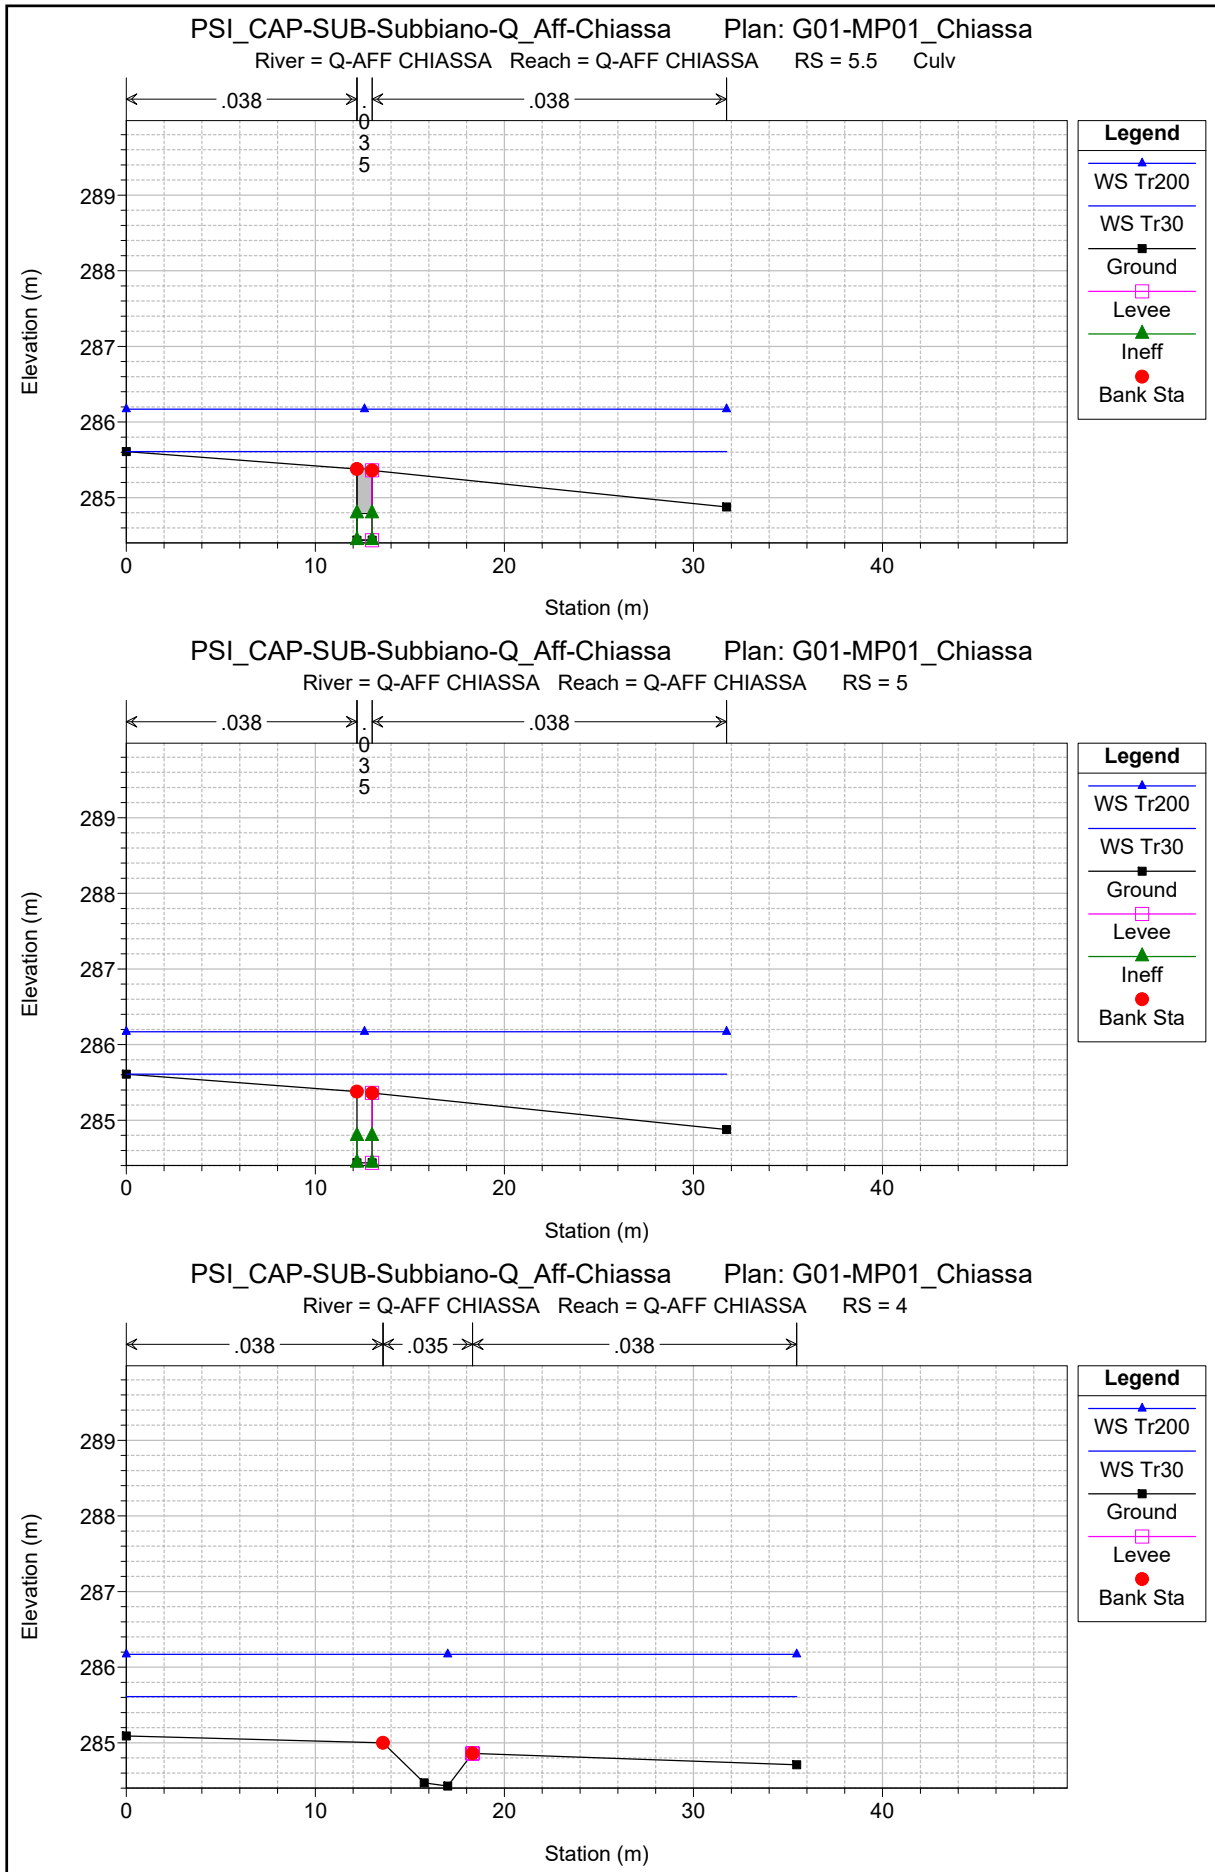 PSI_CAP-SUB-Subbiano-Q_Aff-Chiassa Plan: G01-MP01_Chiassa
River = Q-AFF CHIASSA Reach = Q-AFF CHIASSA RS = 5.5 Culv
.038 .035 .038
Legend
WS Tr200
WS Tr30
Ground
Levee
Ineff
Bank Sta
289
288
287
286
285
Elevation (m)
0 10 20 30 40
Station (m)
PSI_CAP-SUB-Subbiano-Q_Aff-Chiassa Plan: G01-MP01_Chiassa
River = Q-AFF CHIASSA Reach = Q-AFF CHIASSA RS = 5
.038 .035 .038
Legend
WS Tr200
WS Tr30
Ground
Levee
Ineff
Bank Sta
289
288
287
286
285
Elevation (m)
0 10 20 30 40
Station (m)
PSI_CAP-SUB-Subbiano-Q_Aff-Chiassa Plan: G01-MP01_Chiassa
River = Q-AFF CHIASSA Reach = Q-AFF CHIASSA RS = 4
.038 .035 .038
Legend
WS Tr200
WS Tr30
Ground
Levee
Bank Sta
289
288
287
286
285
Elevation (m)
0 10 20 30 40
Station (m)